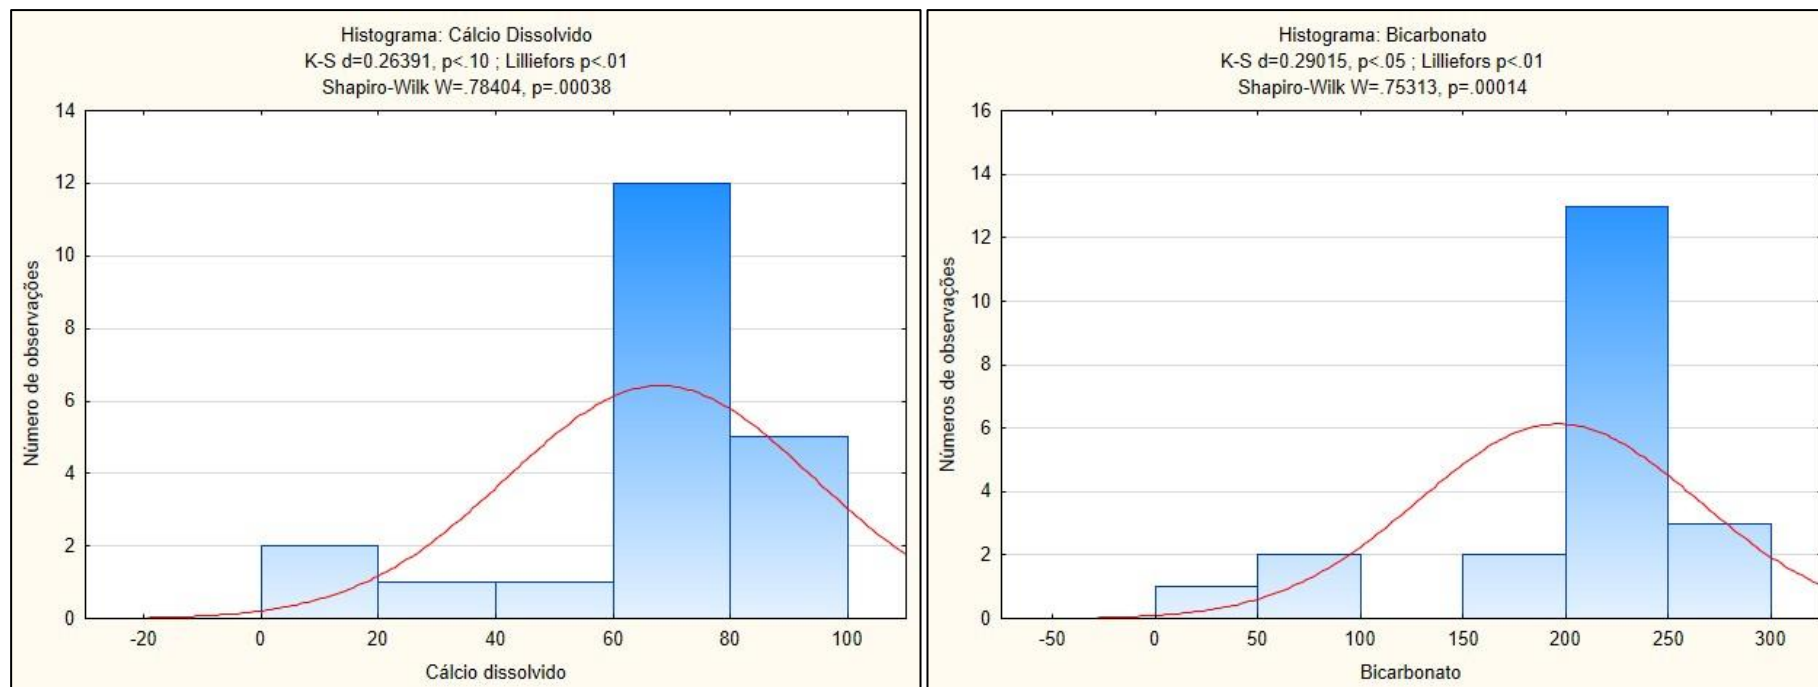 Histograma: Cálcio Dissolvido
K-S d=0.26391, p<.10 ; Lilliefors p<.01
Shapiro-Wilk W=.78404, p=.00038
14
12
10
8
6
4
2
0
Número de observações
-20 0 20 40 60 80 100
Cálcio dissolvido
Histograma: Bicarbonato
K-S d=0.29015, p<.05 ; Lilliefors p<.01
Shapiro-Wilk W=.75313, p=.00014
16
14
12
10
8
6
4
2
0
Números de observações
-50 0 50 100 150 200 250 300
Bicarbonato